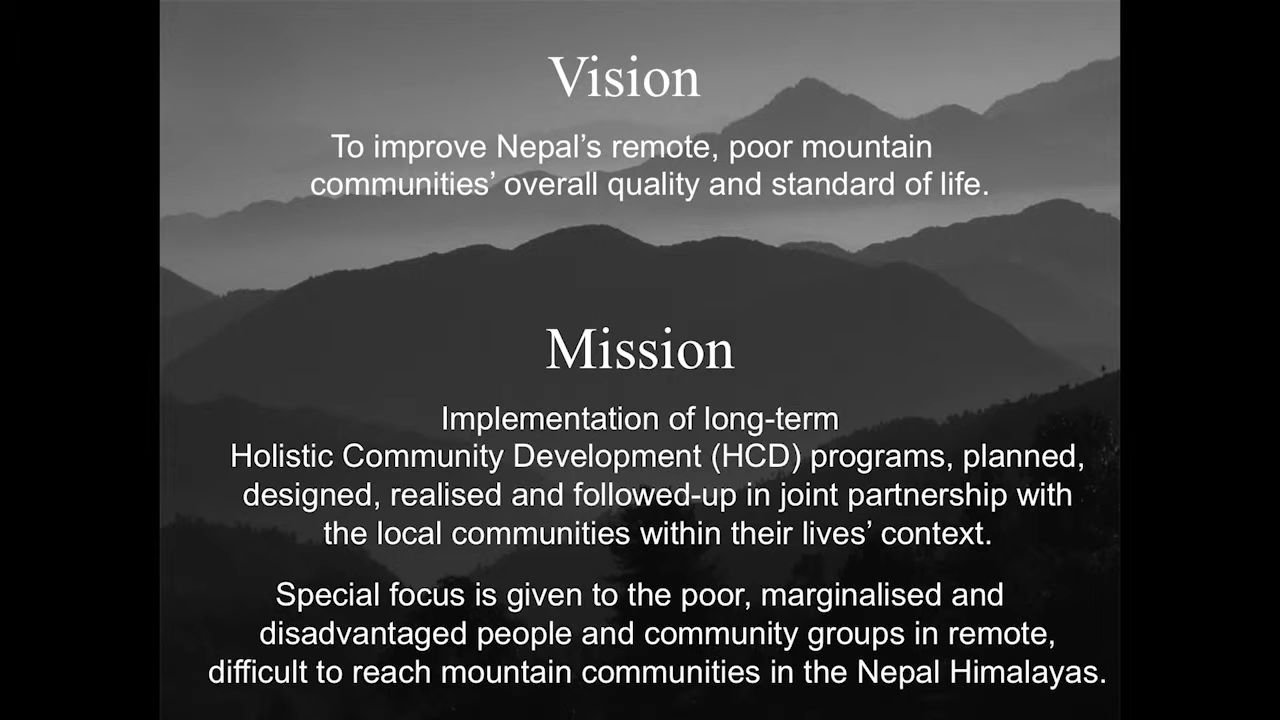 Vision
To improve Nepal’s remote, poor mountain
communities’ overall quality and standard of life.
Mission
Implementation of long-term
Holistic Community Development (HCD) programs, planned,
designed, realised and followed-up in joint partnership with
the local communities within their lives’ context.
Special focus is given to the poor, marginalised and
disadvantaged people and community groups in remote,
difficult to reach mountain communities in the Nepal Himalayas.